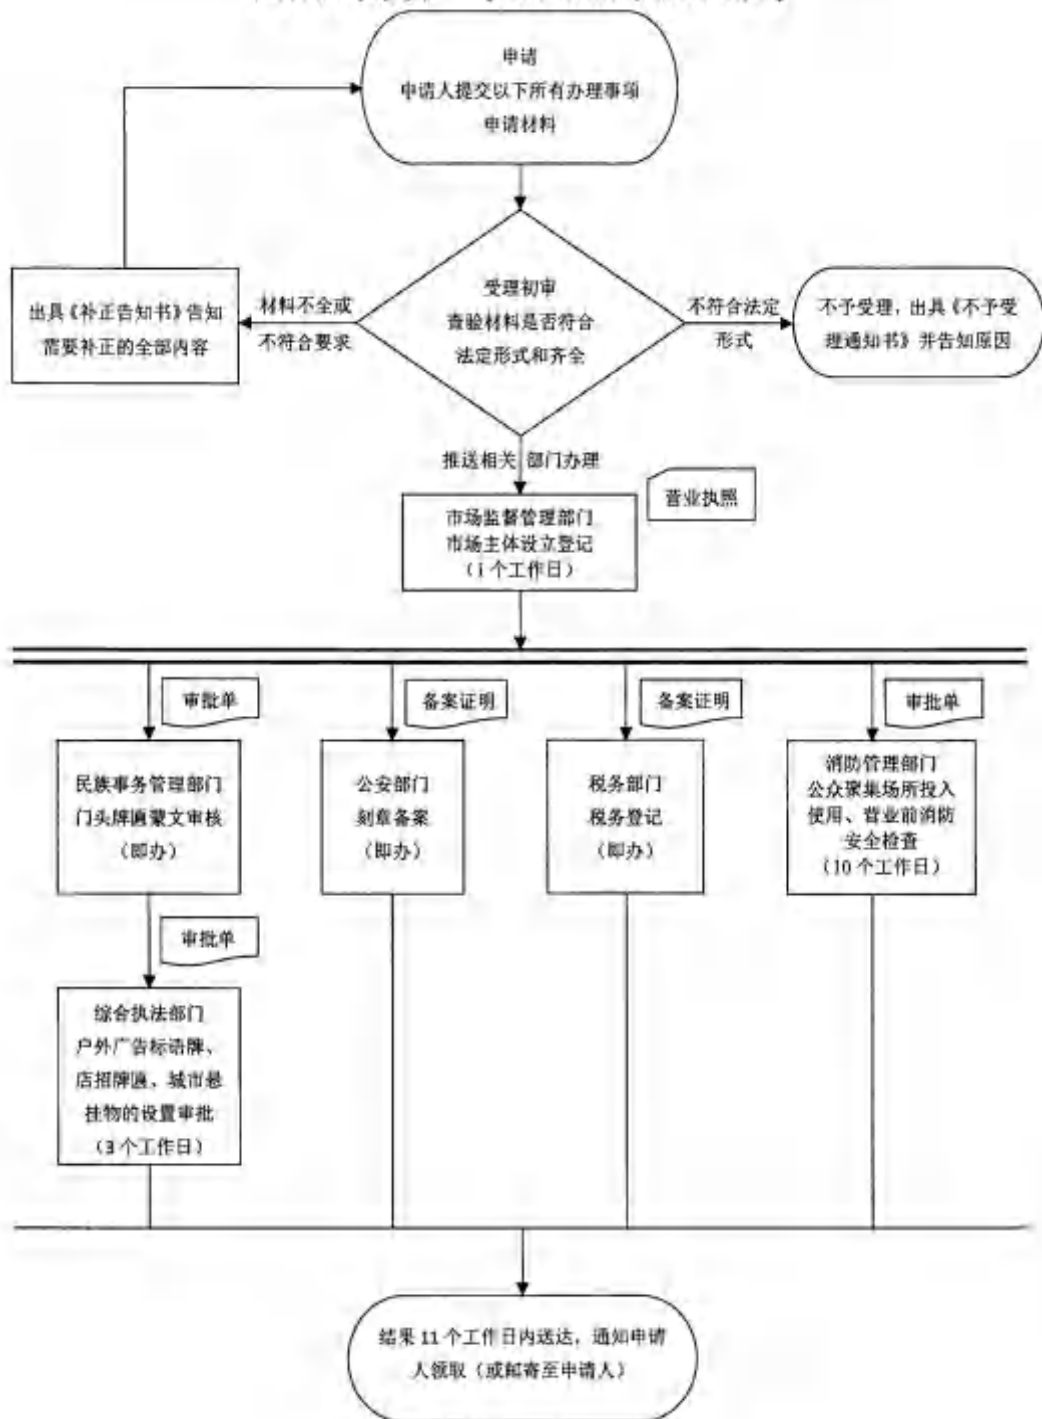 申请
申请人提交以下所有办理事项
申请材料
受理初审
查验材料是否符合
法定形式和齐全
材料不全或
不符合要求
出具《补正告知书》告知
需要补正的全部内容
不符合法定
形式
不予受理，出具《不予受
理通知书》并告知原因
推送相关 部门办理
营业执照
市场监督管理部门
市场主体设立登记
（1个工作日）
审批单
备案证明
备案证明
审批单
民族事务管理部门
门头牌匾蒙文审核
（即办）
公安部门
刻章备案
（即办）
税务部门
税务登记
（即办）
消防管理部门
公众聚集场所投入
使用、营业前消防
安全检查
（10个工作日）
审批单
综合执法部门
户外广告标语牌、
店招牌匾、城市悬
挂物的设置审批
（3个工作日）
结果11个工作日内送达，通知申请
人领取（或邮寄至申请人）